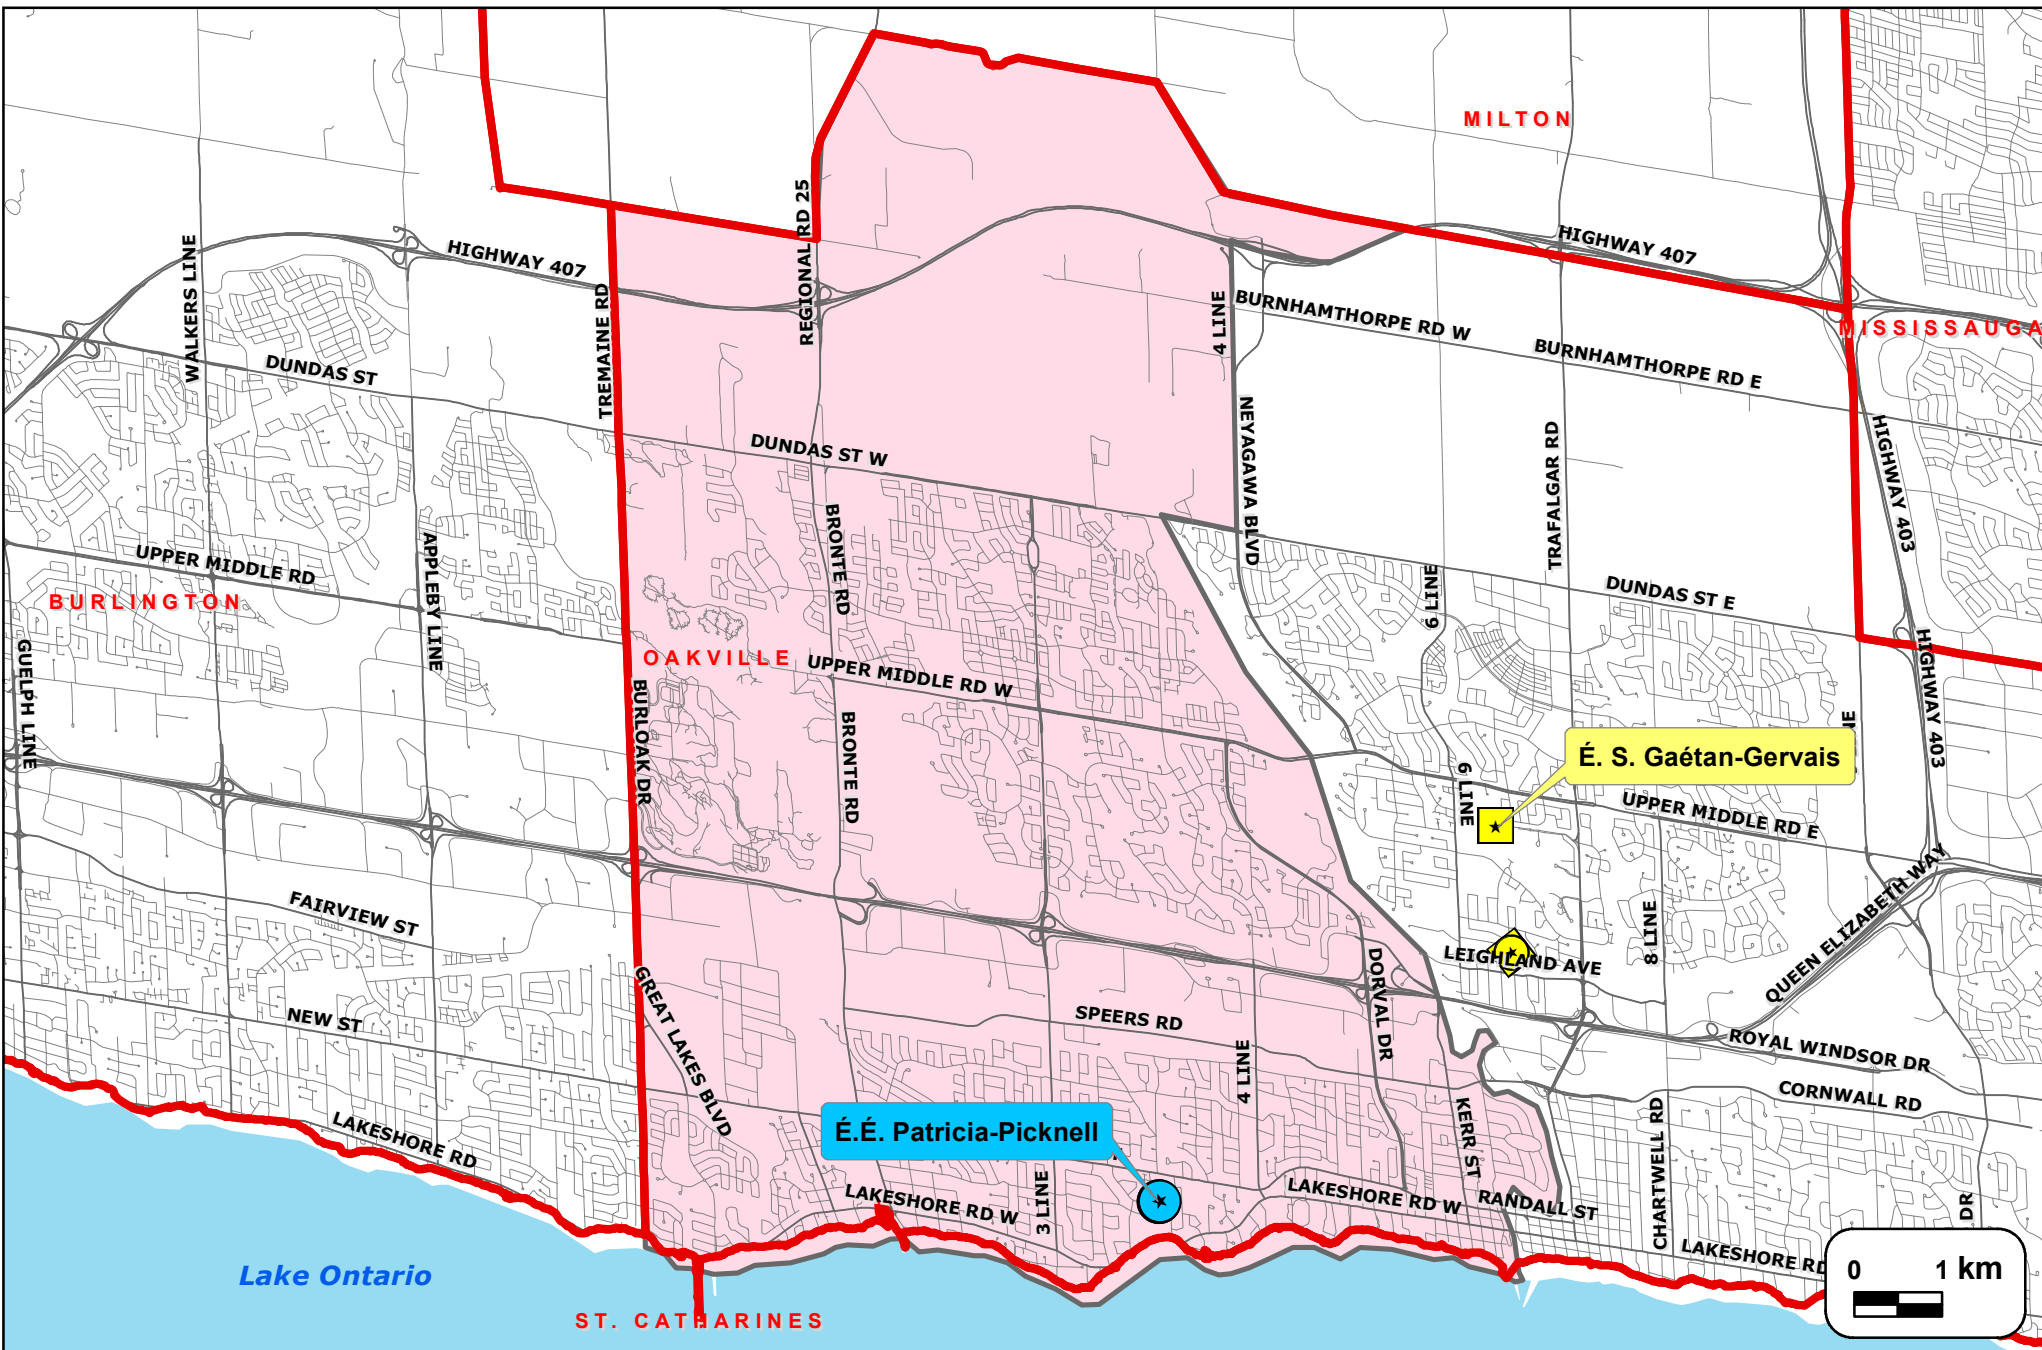 MILTON
REGIONAL RD 25
WALKERS LINE
HIGHWAY 407
HIGHWAY 407
TREMAINE RD
4 LINE
BURNHAMTHORPE RD W
BURNHAMTHORPE RD E
MISSISSAUGA
DUNDAS ST
DUNDAS ST W
NEYAGAWA BLVD
TRAFALGAR RD
HIGHWAY 403
BRONTE RD
APPLEBY LINE
UPPER MIDDLE RD
BURLINGTON
6 LINE
DUNDAS ST E
GUELPH LINE
OAKVILLE
UPPER MIDDLE RD W
HIGHWAY 403
BURLOAK DR
BRONTE RD
É. S. Gaétan-Gervais
6 LINE
UPPER MIDDLE RD E
QUEEN ELIZABETH WAY
FAIRVIEW ST
8 LINE
LEIGHLAND AVE
DORVAL DR
GREAT LAKES BLVD
NEW ST
SPEERS RD
ROYAL WINDSOR DR
4 LINE
CORNWALL RD
KERR ST
CHARTWELL RD
LAKESHORE RD
É.É. Patricia-Picknell
LAKESHORE RD W
3 LINE
LAKESHORE RD W
RANDALL ST
DR
LAKESHORE RD
Lake Ontario
0 1 km
ST. CATHARINES